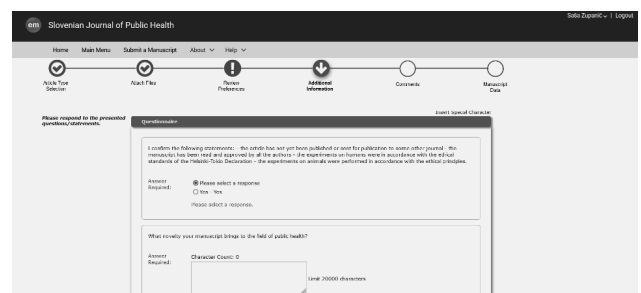 Saša Zupanič | Logout
em Slovenian Journal of Public Health
Home Main Menu Submit a Manuscript About Help
Article Type
Selection
Attach Files
Review
Preferences
Additional
Information
Comments
Manuscript
Data
Insert Special Character
Please respond to the presented
questions/statements.
Questionnaire
I confirm the following statements: - the article has not yet been published or sent for publication to some other journal - the
manuscript has been read and approved by all the authors - the experiments on humans were in accordance with the ethical
standards of the Helsinki-Tokio Declaration - the experiments on animals were performed in accordance with the ethical principles.
Answer
Required:
Please select a response
Yes - Yes
Please select a response.
What novelty your manuscript brings to the field of public health?
Answer
Required:
Character Count: 0
Limit 20000 characters